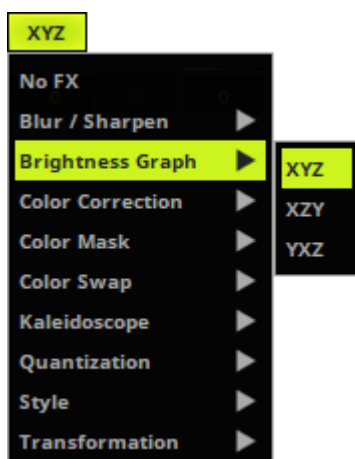 XYZ
No FX
Blur / Sharpen
Brightness Graph
Color Correction
Color Mask
Color Swap
Kaleidoscope
Quantization
Style
Transformation
XYZ
XZY
YXZ